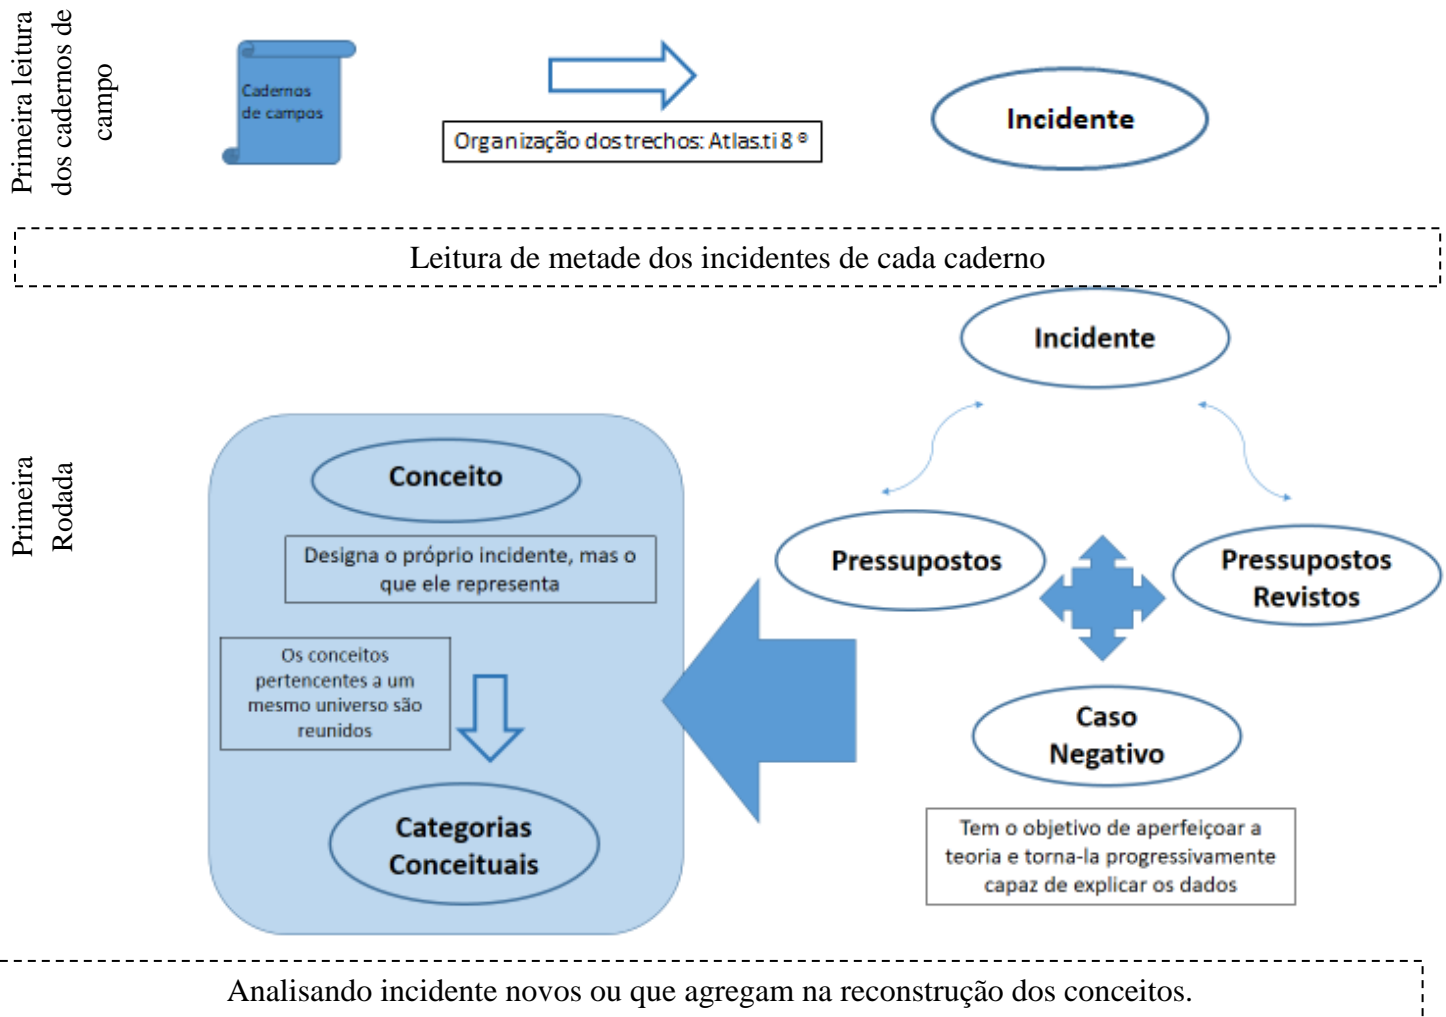 Primeira leitura
dos cadernos de
campo
Cadernos
de campos
Organização dos trechos: Atlas.ti 8 ®
Incidente
Leitura de metade dos incidentes de cada caderno
Primeira
Rodada
Incidente
Conceito
Designa o próprio incidente, mas o
que ele representa
Os conceitos
pertencentes a um
mesmo universo são
reunidos
Categorias
Conceituais
Pressupostos
Pressupostos
Revistos
Caso
Negativo
Tem o objetivo de aperfeiçoar a
teoria e torna-la progressivamente
capaz de explicar os dados
Analisando incidente novos ou que agregam na reconstrução dos conceitos.